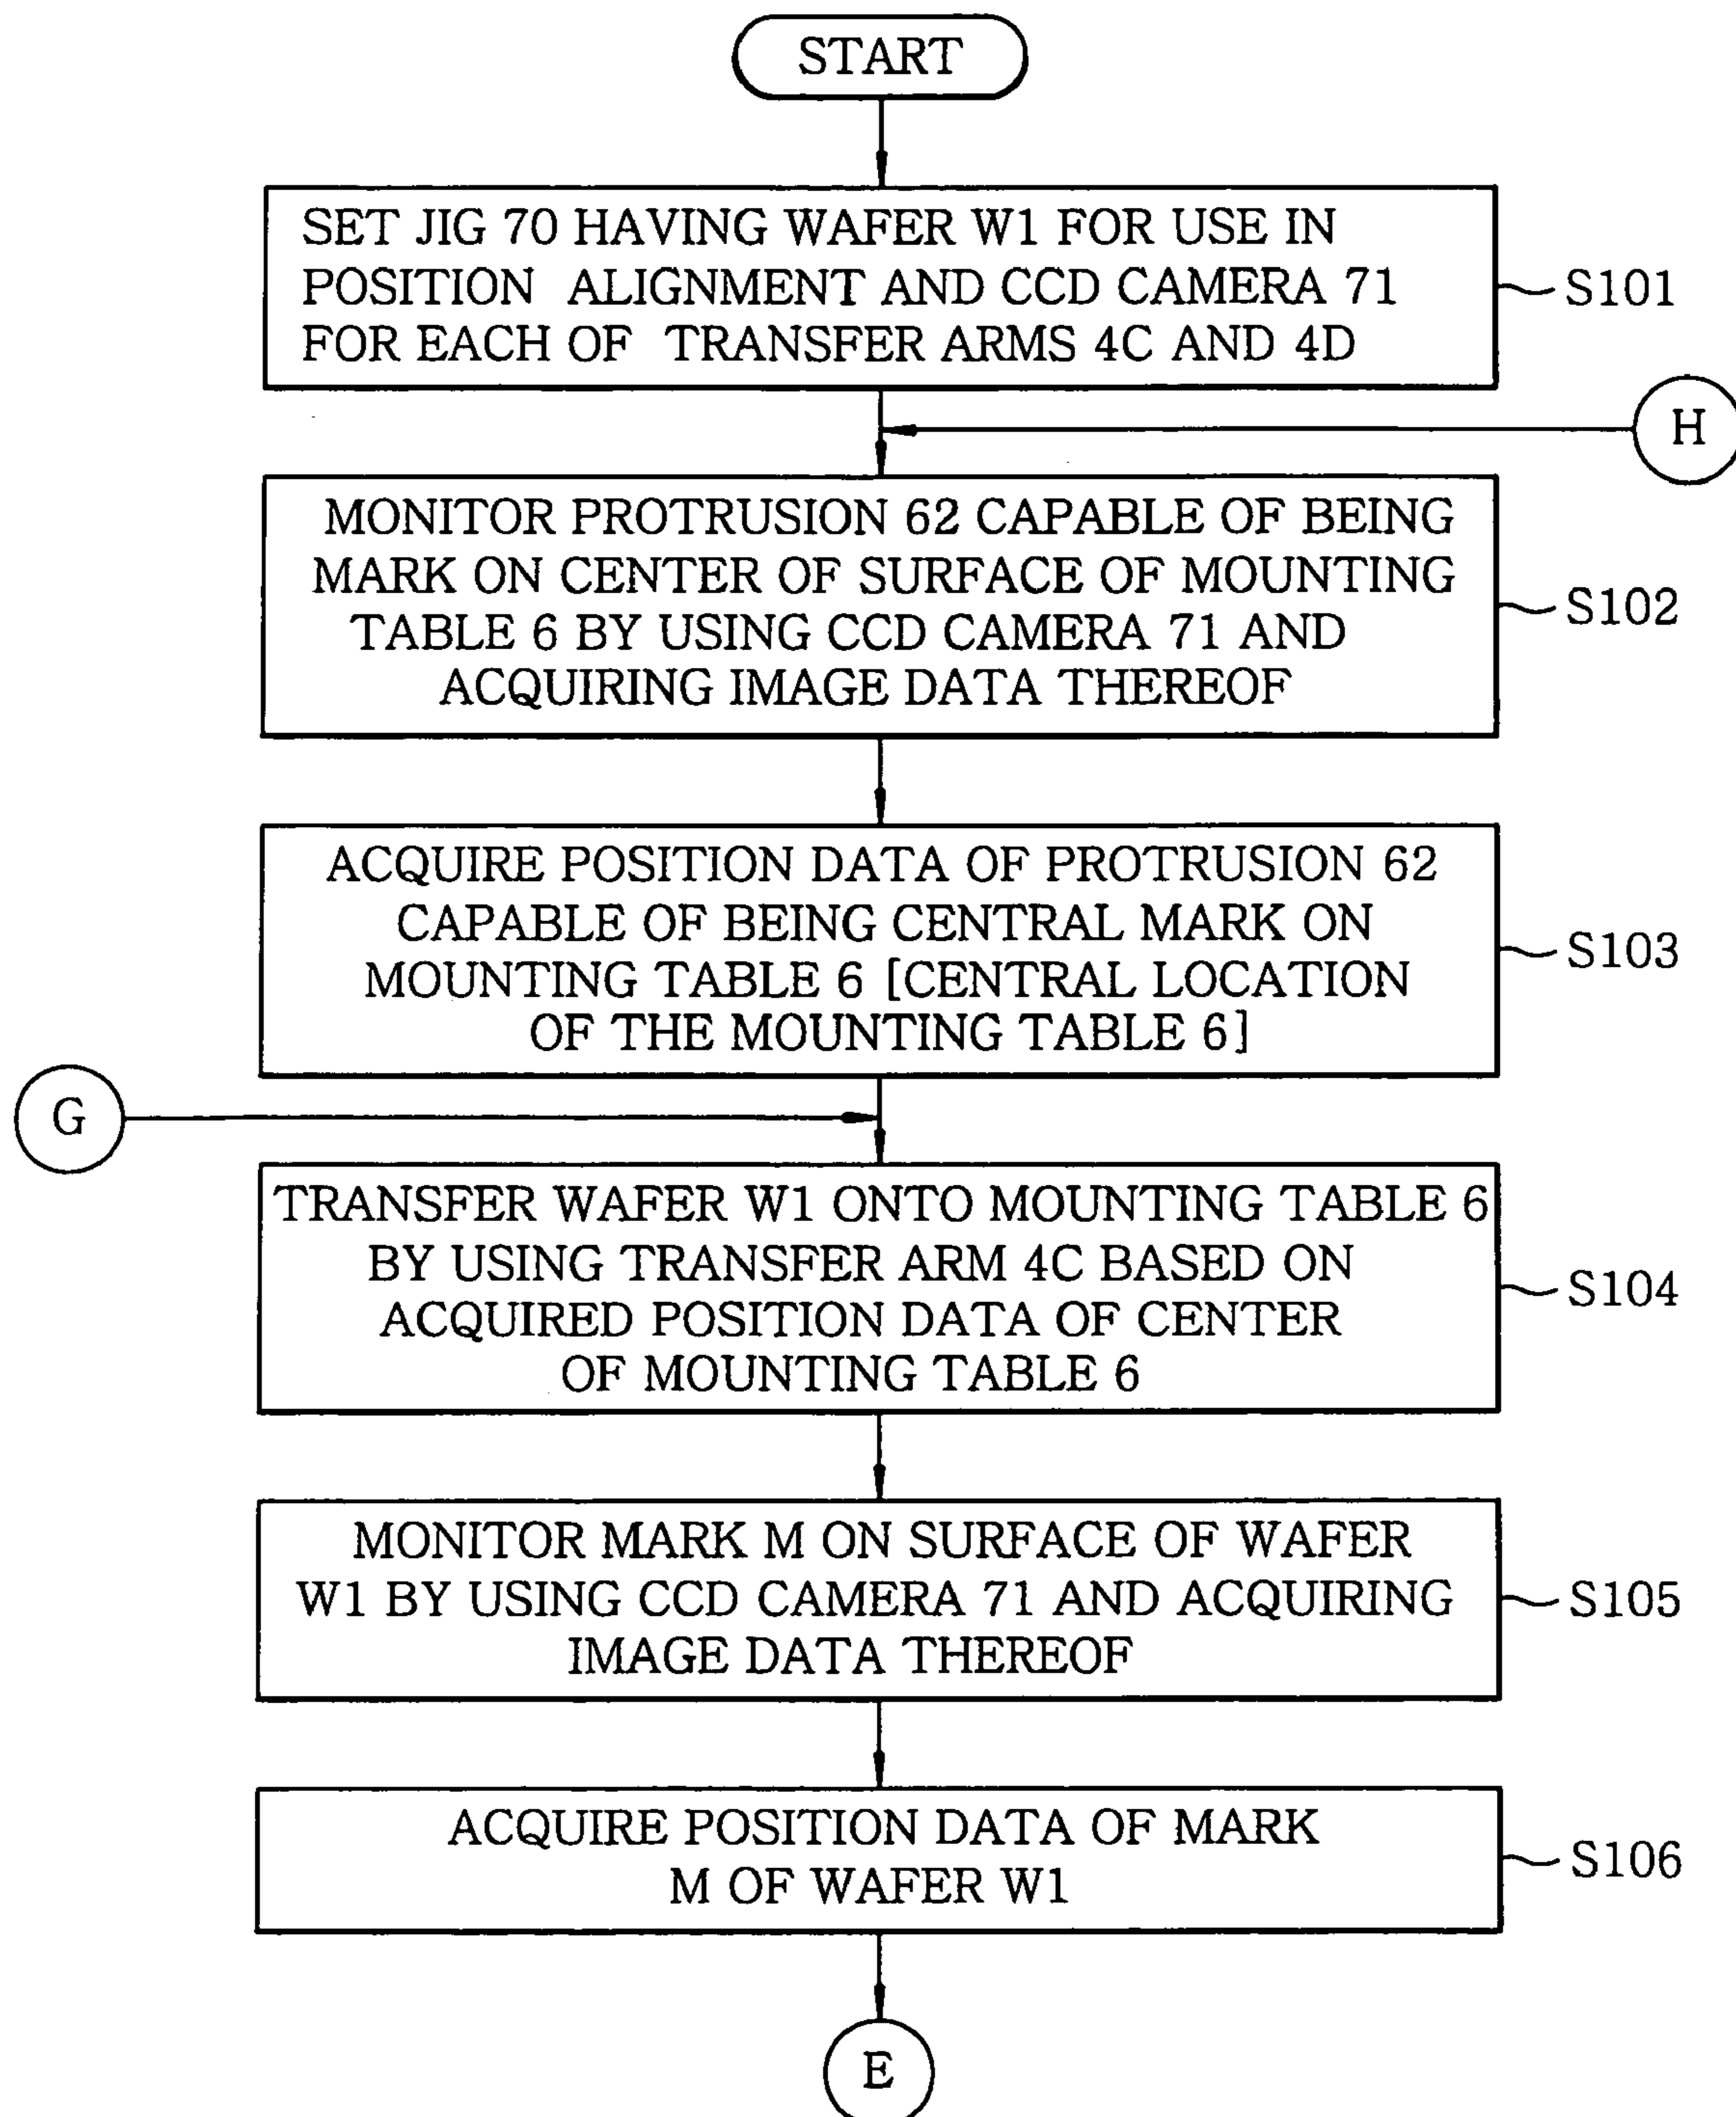 START
SET JIG 70 HAVING WAFER W1 FOR USE IN
POSITION ALIGNMENT AND CCD CAMERA 71
FOR EACH OF TRANSFER ARMS 4C AND 4D
S101
H
MONITOR PROTRUSION 62 CAPABLE OF BEING
MARK ON CENTER OF SURFACE OF MOUNTING
TABLE 6 BY USING CCD CAMERA 71 AND
ACQUIRING IMAGE DATA THEREOF
S102
ACQUIRE POSITION DATA OF PROTRUSION 62
CAPABLE OF BEING CENTRAL MARK ON
MOUNTING TABLE 6 [CENTRAL LOCATION
OF THE MOUNTING TABLE 6]
S103
G
TRANSFER WAFER W1 ONTO MOUNTING TABLE 6
BY USING TRANSFER ARM 4C BASED ON
ACQUIRED POSITION DATA OF CENTER
OF MOUNTING TABLE 6
S104
MONITOR MARK M ON SURFACE OF WAFER
W1 BY USING CCD CAMERA 71 AND ACQUIRING
IMAGE DATA THEREOF
S105
ACQUIRE POSITION DATA OF MARK
M OF WAFER W1
S106
E